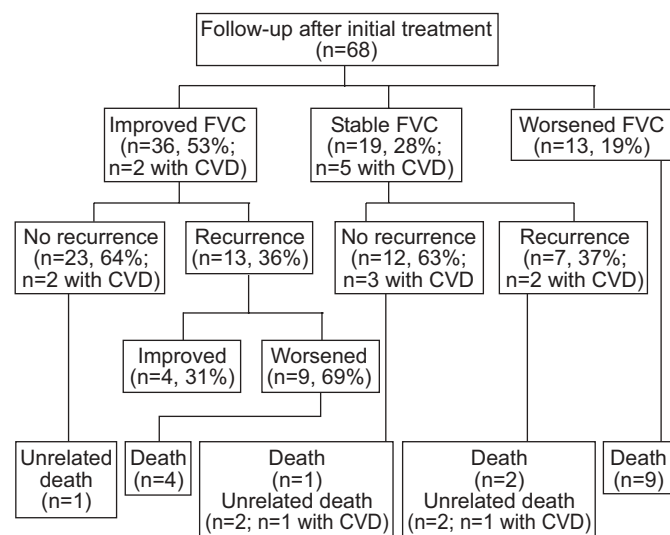 Follow-up after initial treatment
(n=68)
Improved FVC
(n=36, 53%;
n=2 with CVD)
Stable FVC
(n=19, 28%;
n=5 with CVD)
Worsened FVC
(n=13, 19%)
No recurrence
(n=23, 64%;
n=2 with CVD)
Recurrence
(n=13, 36%)
No recurrence
(n=12, 63%;
n=3 with CVD
Recurrence
(n=7, 37%;
n=2 with CVD)
Improved
(n=4, 31%)
Worsened
(n=9, 69%)
Unrelated
death
(n=1)
Death
(n=4)
Death
(n=1)
Unrelated death
(n=2; n=1 with CVD)
Death
(n=2)
Unrelated death
(n=2; n=1 with CVD)
Death
(n=9)